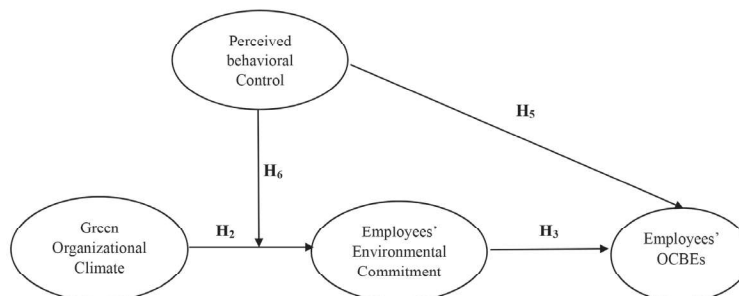 Perceived
behavioral
Control
H5
H6
Green
Organizational
Climate
H2
Employees'
Environmental
Commitment
H3
Employees'
OCBEs